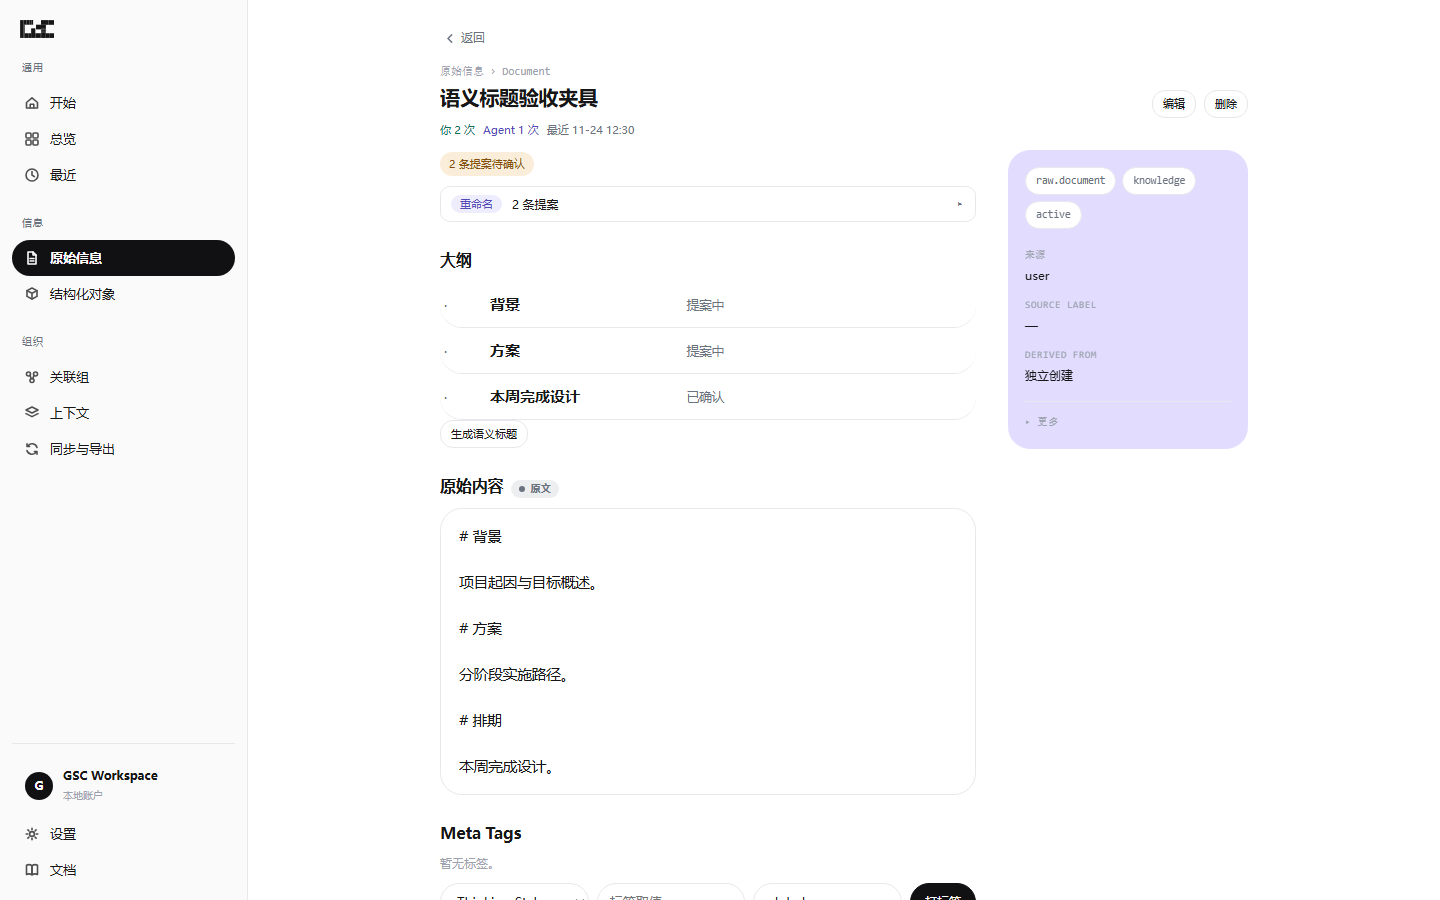 GSC
通用
开始
总览
最近
信息
原始信息
结构化对象
组织
关联组
上下文
同步与导出
G
GSC Workspace
本地账户
设置
文档
返回
原始信息 › Document
语义标题验收夹具
编辑 删除
你 2 次 Agent 1 次 最近 11-24 12:30
2 条提案待确认
重命名 2 条提案
大纲
· 背景 提案中
· 方案 提案中
· 本周完成设计 已确认
生成语义标题
原始内容 原文
# 背景
项目起因与目标概述。
# 方案
分阶段实施路径。
# 排期
本周完成设计。
Meta Tags
暂无标签。
raw.document knowledge
active
来源
user
SOURCE LABEL
—
DERIVED FROM
独立创建
更多